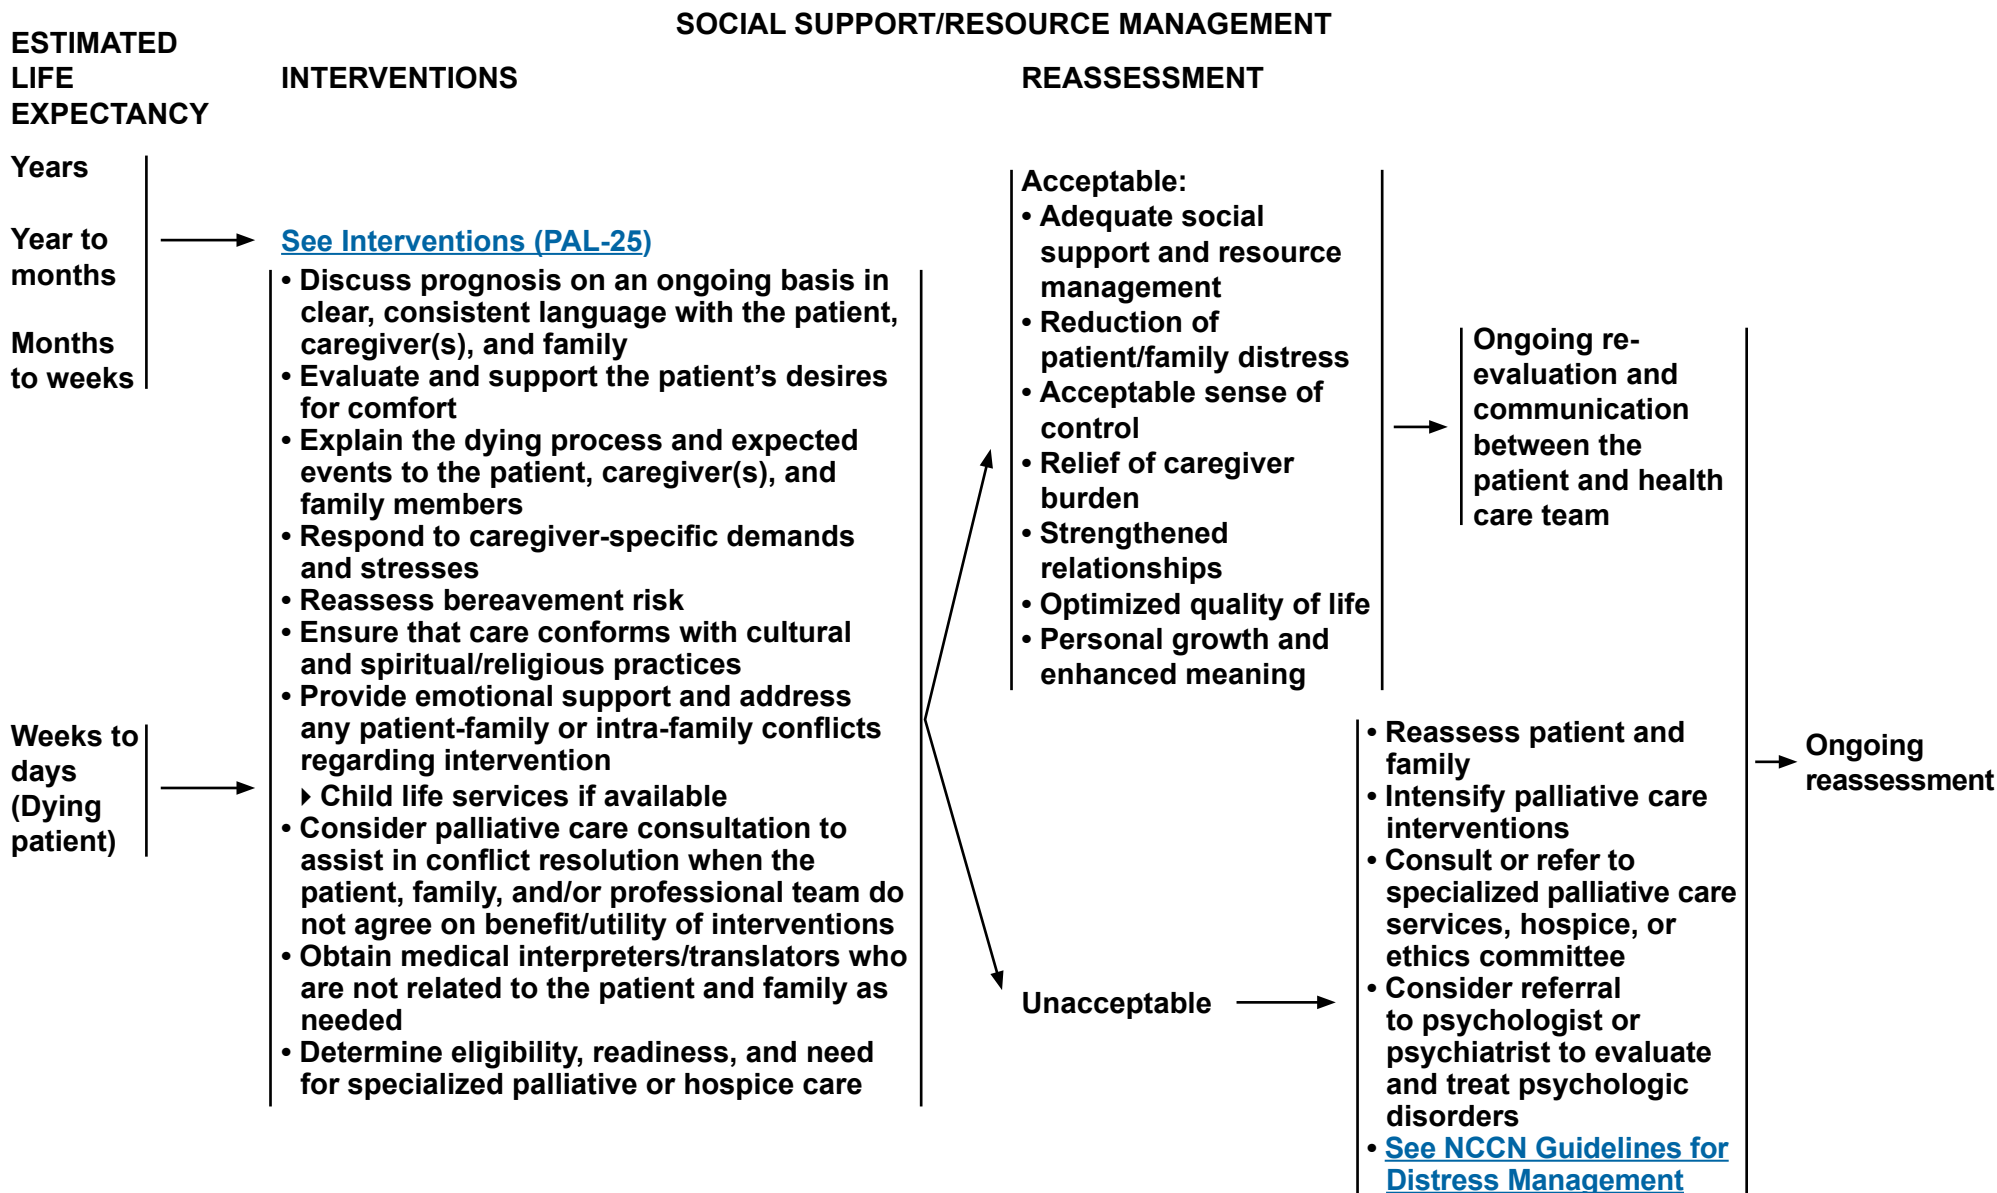 SOCIAL SUPPORT/RESOURCE MANAGEMENT
ESTIMATED
LIFE
EXPECTANCY
INTERVENTIONS
REASSESSMENT
Years
Year to
months
Months
to weeks
See Interventions (PAL-25)
Weeks to
days
(Dying
patient)
• Discuss prognosis on an ongoing basis in
clear, consistent language with the patient,
caregiver(s), and family
• Evaluate and support the patient’s desires
for comfort
• Explain the dying process and expected
events to the patient, caregiver(s), and
family members
• Respond to caregiver-specific demands
and stresses
• Reassess bereavement risk
• Ensure that care conforms with cultural
and spiritual/religious practices
• Provide emotional support and address
any patient-family or intra-family conflicts
regarding intervention
▸ Child life services if available
• Consider palliative care consultation to
assist in conflict resolution when the
patient, family, and/or professional team do
not agree on benefit/utility of interventions
• Obtain medical interpreters/translators who
are not related to the patient and family as
needed
• Determine eligibility, readiness, and need
for specialized palliative or hospice care
Acceptable:
• Adequate social
support and resource
management
• Reduction of
patient/family distress
• Acceptable sense of
control
• Relief of caregiver
burden
• Strengthened
relationships
• Optimized quality of life
• Personal growth and
enhanced meaning
Ongoing re-
evaluation and
communication
between the
patient and health
care team
Unacceptable
• Reassess patient and
family
• Intensify palliative care
interventions
• Consult or refer to
specialized palliative care
services, hospice, or
ethics committee
• Consider referral
to psychologist or
psychiatrist to evaluate
and treat psychologic
disorders
• See NCCN Guidelines for
Distress Management
Ongoing
reassessment